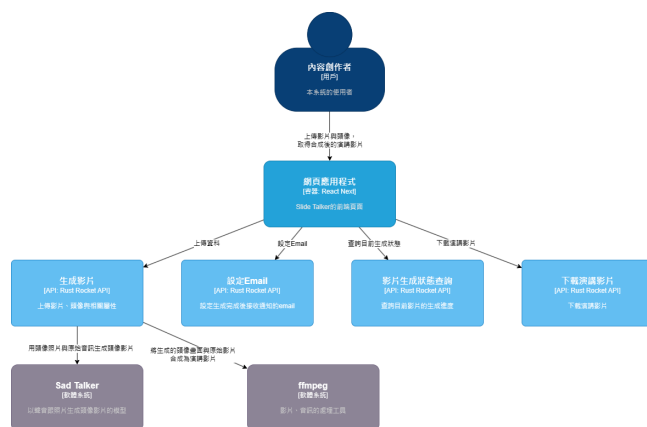 內容創作者
[用戶]
本系統的使用者
上傳影片與頭像，
取得合成後的演講影片
網頁應用程式
[容器: React Next]
Slide Talker的前端頁面
上傳資料
設定Email
查詢目前生成狀態
下載演講影片
生成影片
[API: Rust Rocket API]
上傳影片、頭像與相關屬性
設定Email
[API: Rust Rocket API]
設定生成完成後接收通知的email
影片生成狀態查詢
[API: Rust Rocket API]
查詢目前影片的生成進度
下載演講影片
[API: Rust Rocket API]
下載演講影片
用頭像照片與原始音訊生成頭像影片
將生成的頭像畫面與原始影片
合成為演講影片
Sad Talker
[軟體系統]
以聲音跟照片生成頭像影片的模型
ffmpeg
[軟體系統]
影片、音訊的處理工具